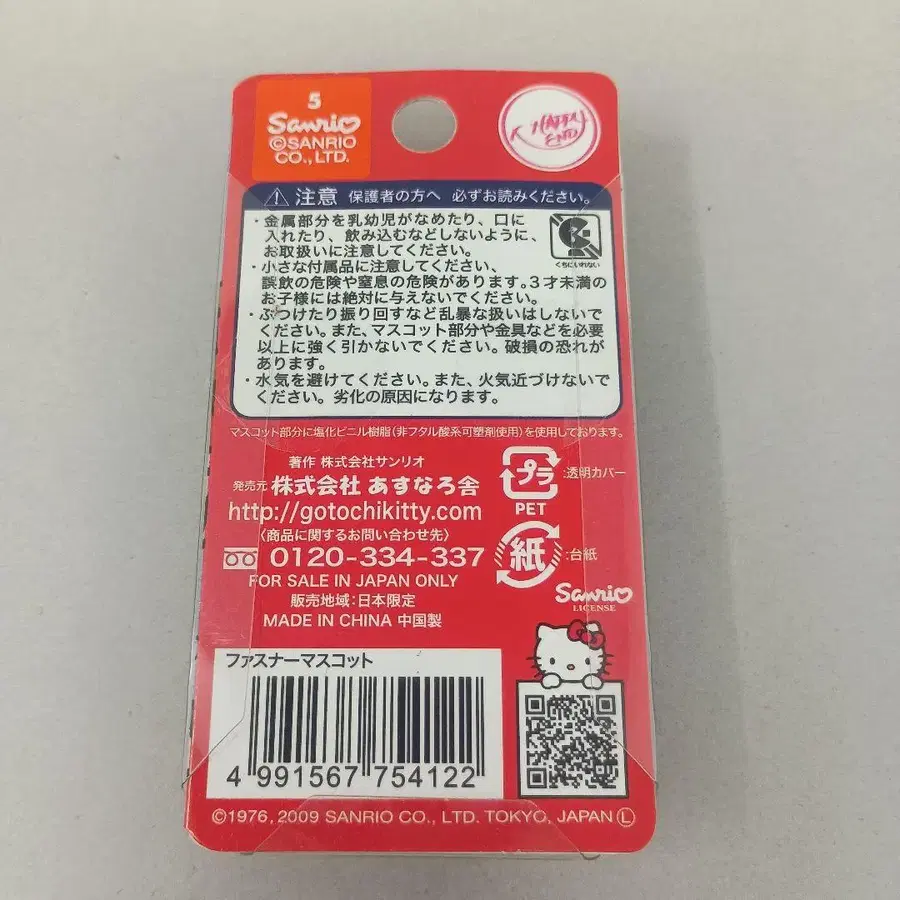 5
Sanrio
©SANRIO
CO., LTD.
HAPPY
END
注意 保護者の方へ 必ずお読みください。
・金属部分を乳幼児がなめたり、口に
入れたり、飲み込むなどしないように、
お取扱いに注意してください。
くちにいれない
・小さな付属品に注意してください、
誤飲の危険や窒息の危険があります。3才未満の
お子様には絶対に与えないでください。
・ぶつけたり振り回すなど乱暴な扱いはしないで
ください。また、マスコット部分や金具などを必要
以上に強く引かないでください。破損の恐れが
あります。
・水気を避けてください。また、火気近づけないで
ください。劣化の原因になります。
マスコット部分に塩化ビニル樹脂(非フタル酸系可塑剤使用)を使用しております。
著作 株式会社サンリオ
発売元 株式会社 あすなろ舎
http://gotochikitty.com
〈商品に関するお問い合わせ先〉
0120-334-337
FOR SALE IN JAPAN ONLY
販売地域:日本限定
MADE IN CHINA 中国製
プラ :透明カバー
PET
紙 :台紙
Sanrio
LICENSE
ファスナーマスコット
4 991567 754122
©1976, 2009 SANRIO CO., LTD. TOKYO, JAPAN Ⓛ